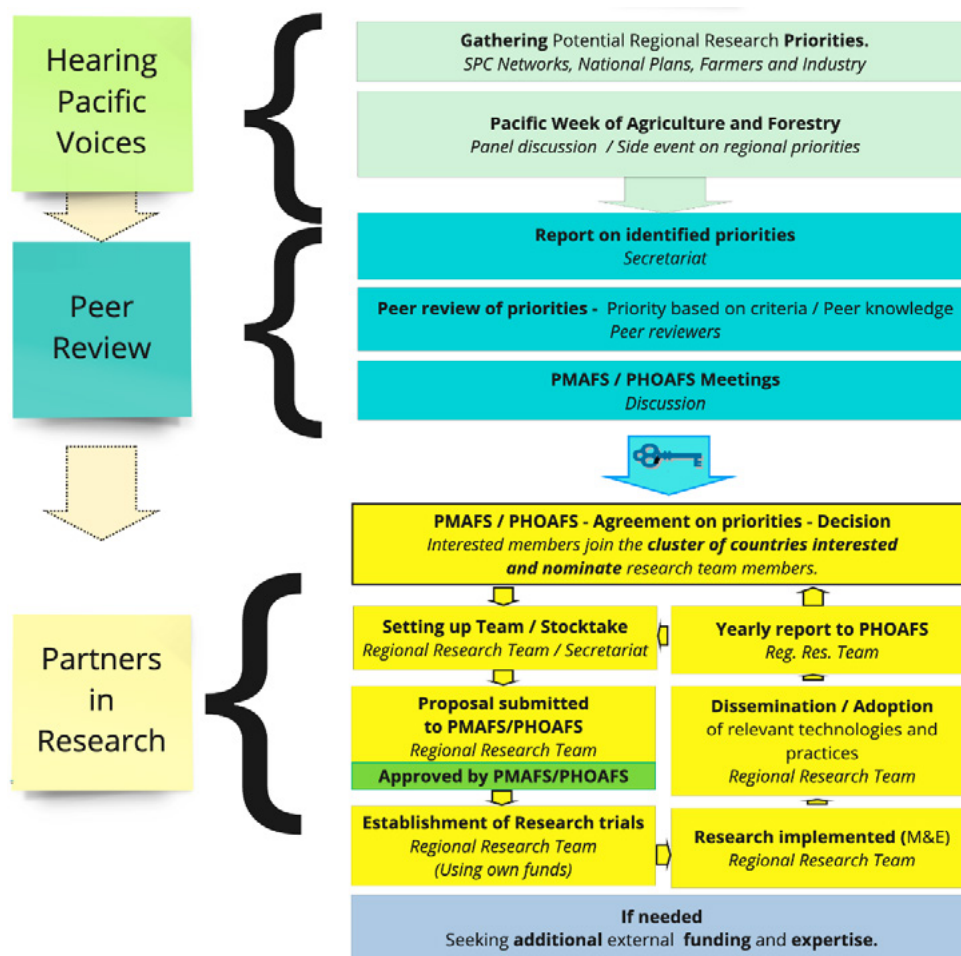 Hearing
Pacific
Voices
Gathering Potential Regional Research Priorities.
SPC Networks, National Plans, Farmers and Industry
Pacific Week of Agriculture and Forestry
Panel discussion / Side event on regional priorities
Peer
Review
Report on identified priorities
Secretariat
Peer review of priorities - Priority based on criteria / Peer knowledge
Peer reviewers
PMAFS / PHOAFS Meetings
Discussion
Partners
in
Research
PMAFS / PHOAFS - Agreement on priorities - Decision
Interested members join the cluster of countries interested
and nominate research team members.
Setting up Team / Stocktake
Regional Research Team / Secretariat
Yearly report to PHOAFS
Reg. Res. Team
Proposal submitted
to PMAFS/PHOAFS
Regional Research Team
Approved by PMAFS/PHOAFS
Dissemination / Adoption
of relevant technologies and
practices
Regional Research Team
Establishment of Research trials
Regional Research Team
(Using own funds)
Research implemented (M&E)
Regional Research Team
If needed
Seeking additional external funding and expertise.